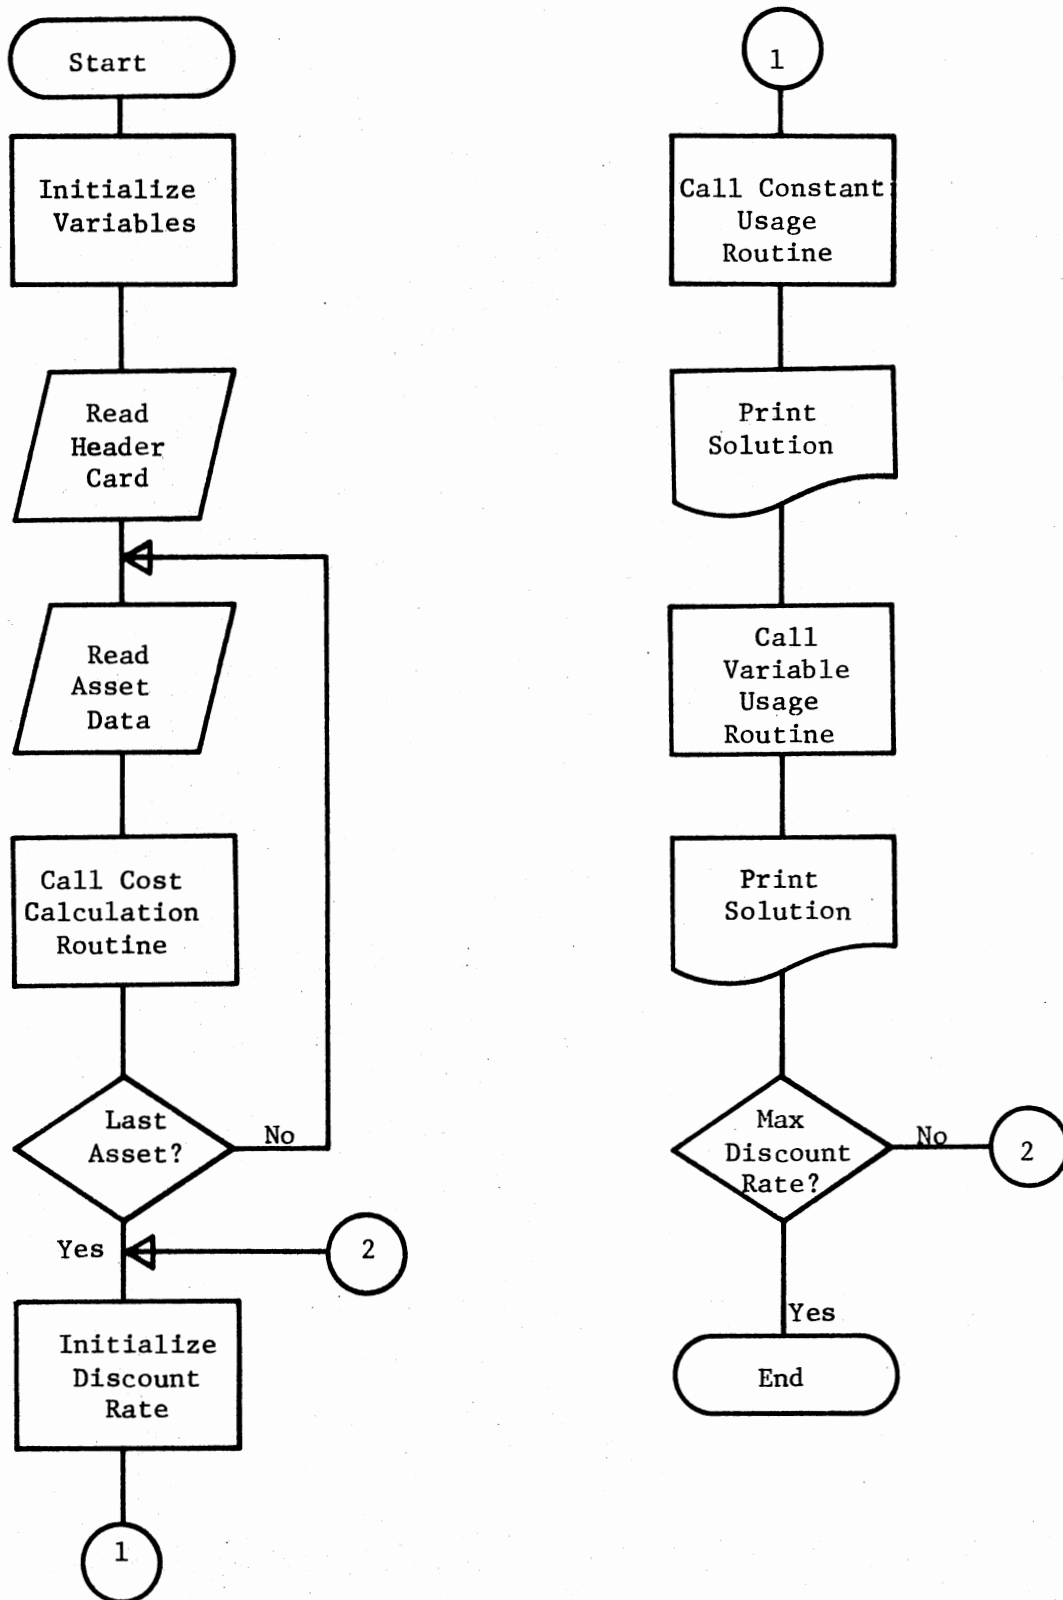 Start
Initialize
Variables
Read
Header
Card
Read
Asset
Data
Call Cost
Calculation
Routine
Last
Asset?
No
Yes
2
Initialize
Discount
Rate
1
1
Call Constant
Usage
Routine
Print
Solution
Call
Variable
Usage
Routine
Print
Solution
Max
Discount
Rate?
No
2
Yes
End